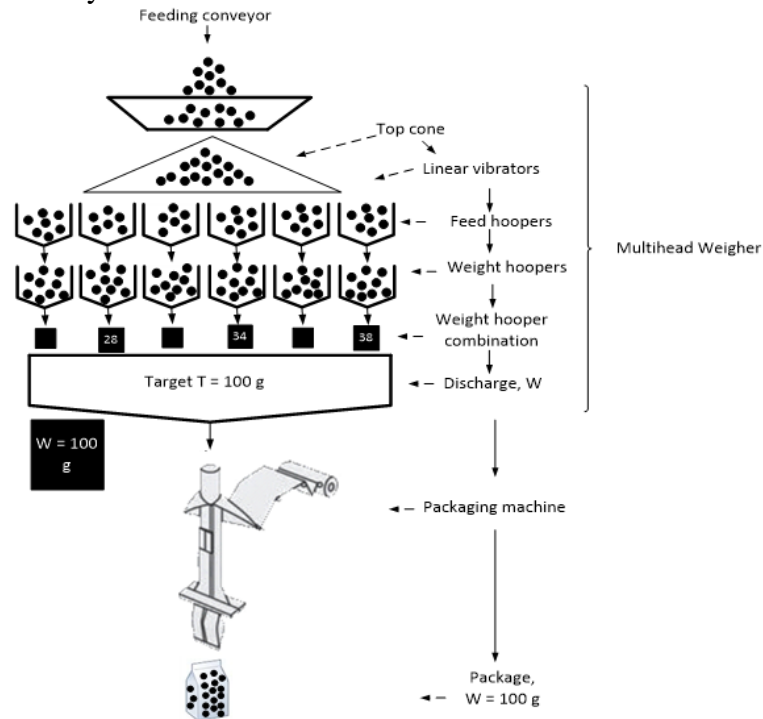 Feeding conveyor
Top cone
Linear vibrators
Feed hoopers
Multihead Weigher
Weight hoopers
Weight hooper
combination
28
34
38
Target T = 100 g
Discharge, W
W = 100
g
Packaging machine
Package,
W = 100 g